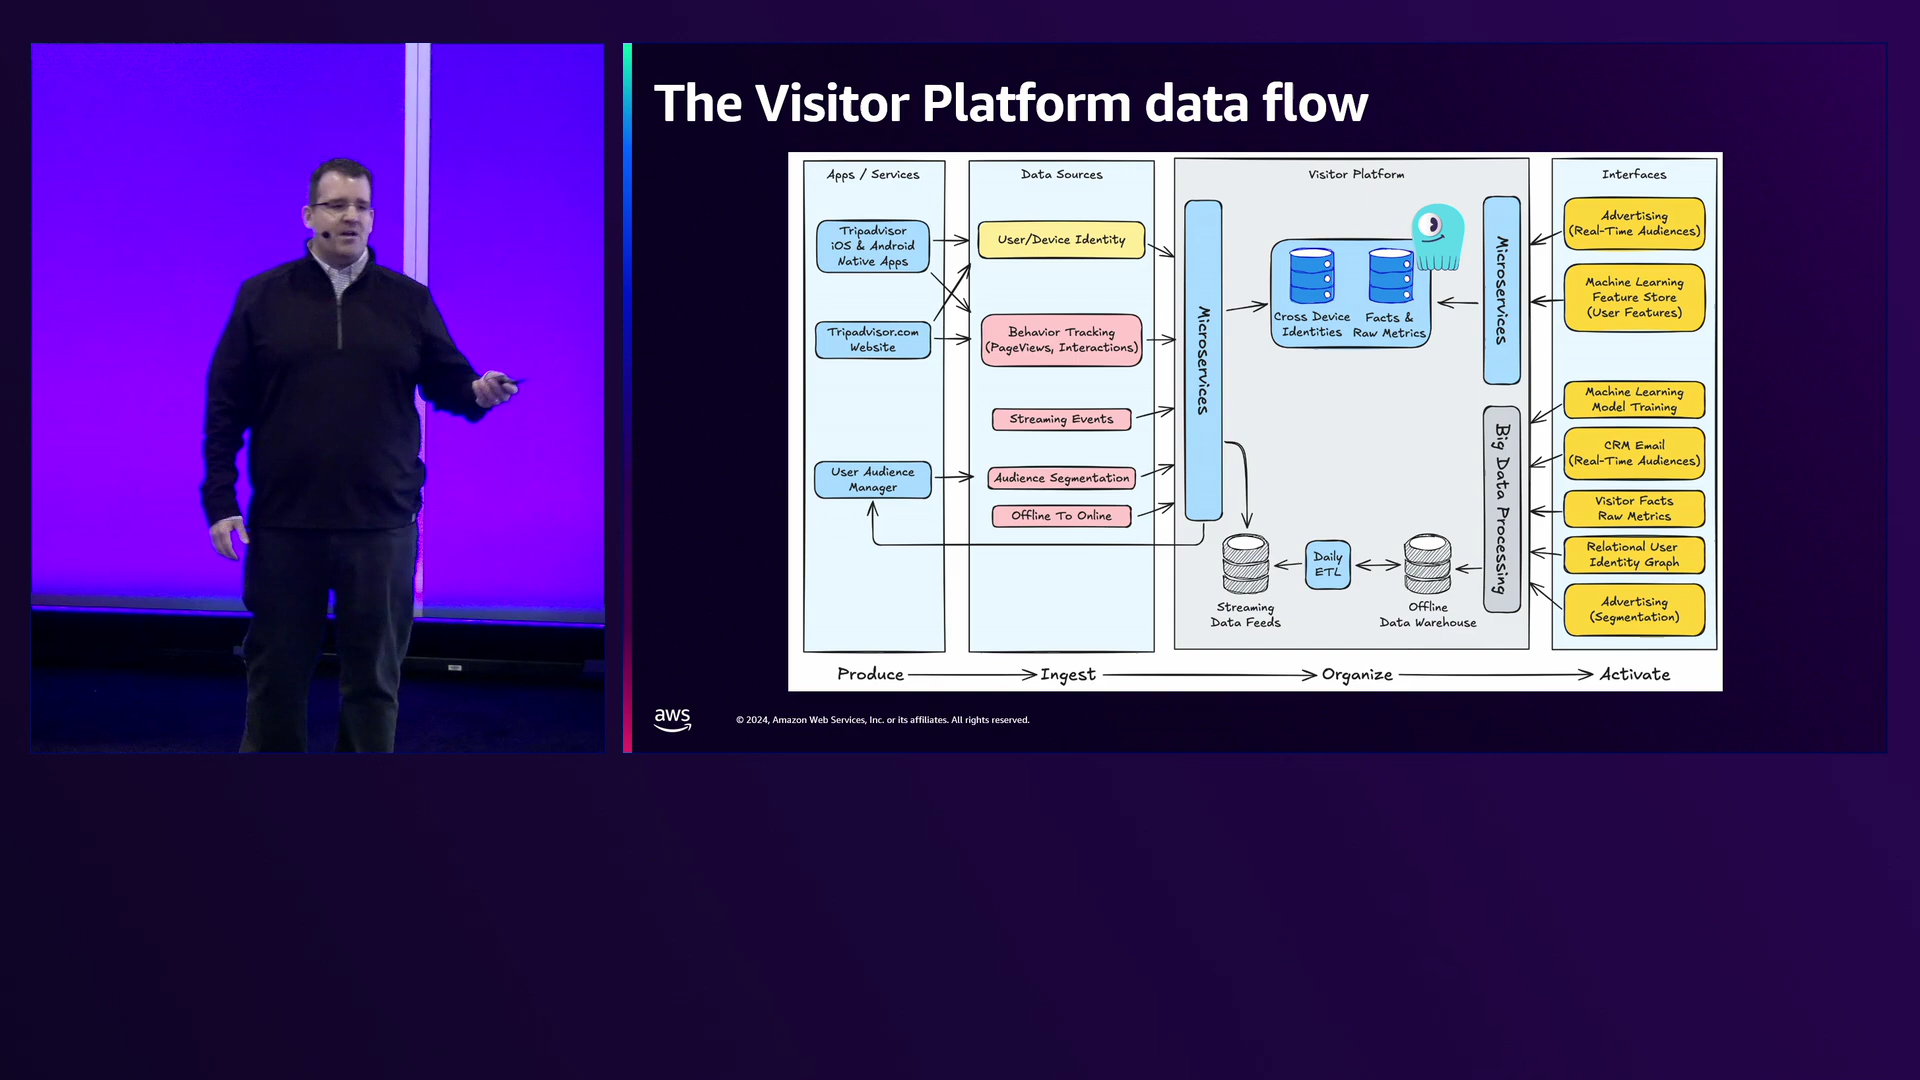 The Visitor Platform data flow
Apps / Services
Tripadvisor
iOS & Android
Native Apps
Tripadvisor.com
Website
User Audience
Manager
Data Sources
User/Device Identity
Behavior Tracking
(PageViews, Interactions)
Streaming Events
Audience Segmentation
Offline To Online
Visitor Platform
Microservices
Cross Device
Identities
Facts &
Raw Metrics
Microservices
Big Data Processing
Streaming
Data Feeds
Daily
ETL
Offline
Data Warehouse
Interfaces
Advertising
(Real-Time Audiences)
Machine Learning
Feature Store
(User Features)
Machine Learning
Model Training
CRM Email
(Real-Time Audiences)
Visitor Facts
Raw Metrics
Relational User
Identity Graph
Advertising
(Segmentation)
Produce
Ingest
Organize
Activate
aws
© 2024, Amazon Web Services, Inc. or its affiliates. All rights reserved.